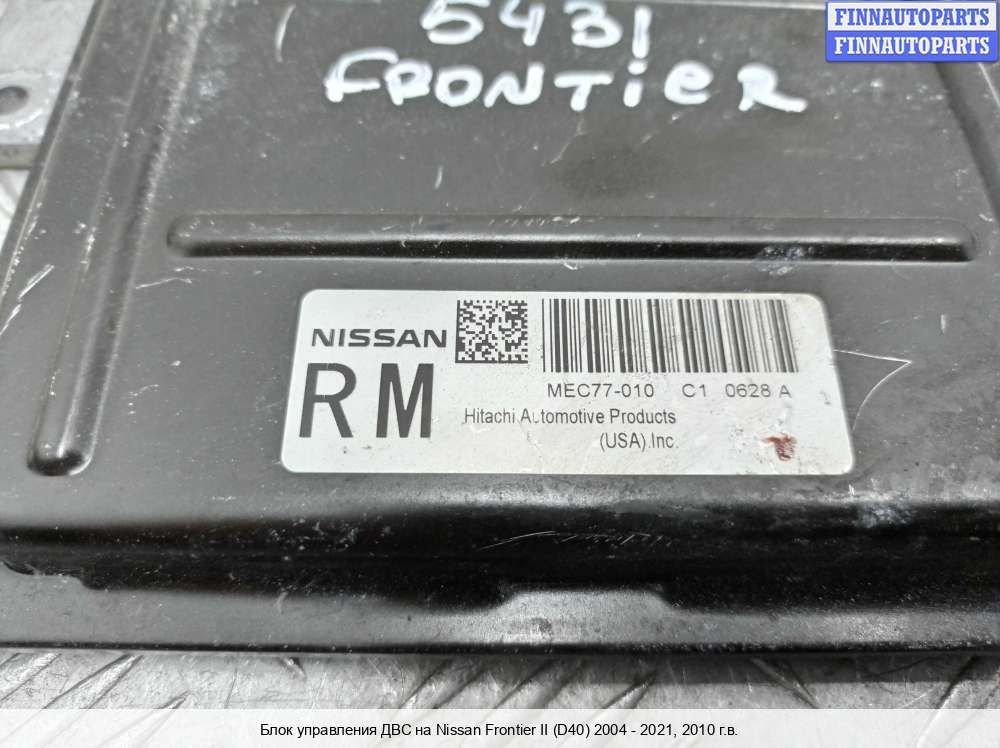 FINNAUTOPARTS
FINNAUTOPARTS
5431
FRONTiER
NISSAN
RM
MEC77-010 C1 0628 A
Hitachi Automotive Products
(USA).Inc.
Блок управления ДВС на Nissan Frontier II (D40) 2004 - 2021, 2010 г.в.